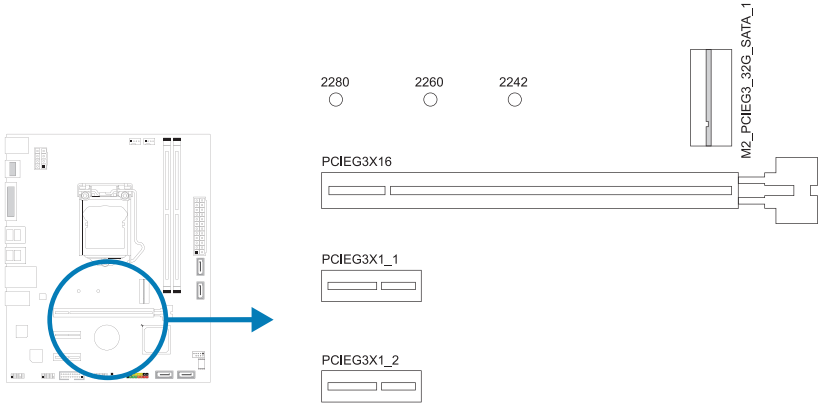 2280
2260
2242
M2_PCIEG3_32G_SATA_1
PCIEG3X16
PCIEG3X1_1
PCIEG3X1_2